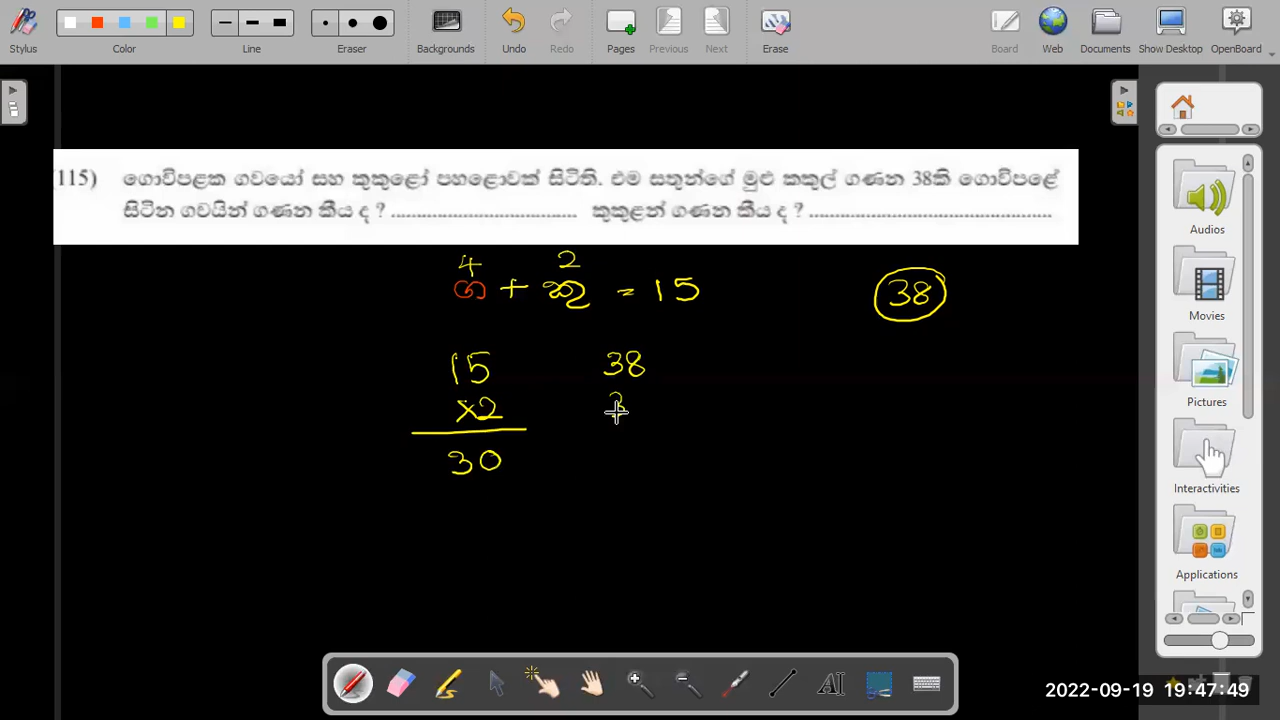 Stylus Color Line Eraser Backgrounds Undo Redo Pages Previous Next Erase Board Web Documents Show Desktop OpenBoard
115) ගොවිපළක ගවයෝ සහ කුකුළෝ පහළොවක් සිටිති. එම සතුන්ගේ මුළු කකුල් ගණන 38කි ගොවිපළේ
සිටින ගවයින් ගණන කීය ද ? ...................................... කුකුළන් ගණන කීය ද ? ..................................................
4 2
ග + කු = 15 38
15 38
×2 3
30
Audios
Movies
Pictures
Interactivities
Applications
2022-09-19 19:47:49